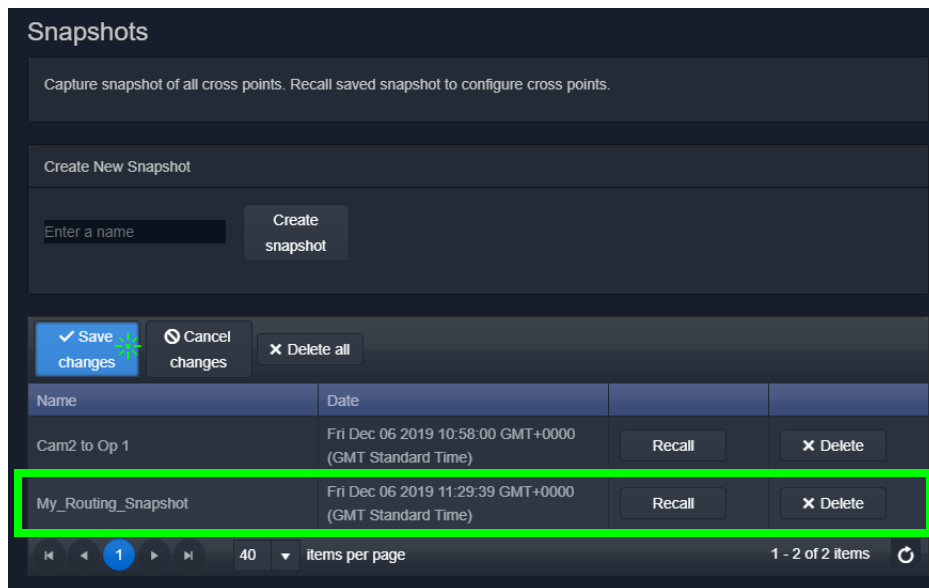 Snapshots
Capture snapshot of all cross points. Recall saved snapshot to configure cross points.
Create New Snapshot
Enter a name
Create
snapshot
Save
changes
Cancel
changes
Delete all
Name Date
Cam2 to Op 1
Fri Dec 06 2019 10:58:00 GMT+0000
(GMT Standard Time)
Recall
Delete
My_Routing_Snapshot
Fri Dec 06 2019 11:29:39 GMT+0000
(GMT Standard Time)
Recall
Delete
1 40 items per page 1 - 2 of 2 items